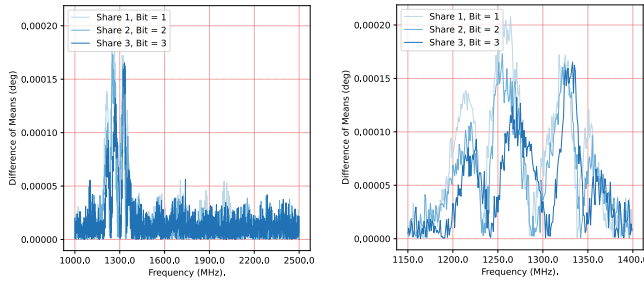 Share 1, Bit = 1
Share 2, Bit = 2
Share 3, Bit = 3
0.00020
0.00015
0.00010
0.00005
0.00000
Difference of Means (deg)
1000.0 1300.0 1600.0 1900.0 2200.0 2500.0
Frequency (MHz).
Share 1, Bit = 1
Share 2, Bit = 2
Share 3, Bit = 3
0.00020
0.00015
0.00010
0.00005
0.00000
Difference of Means (deg)
1150.0 1200.0 1250.0 1300.0 1350.0 1400.0
Frequency (MHz).